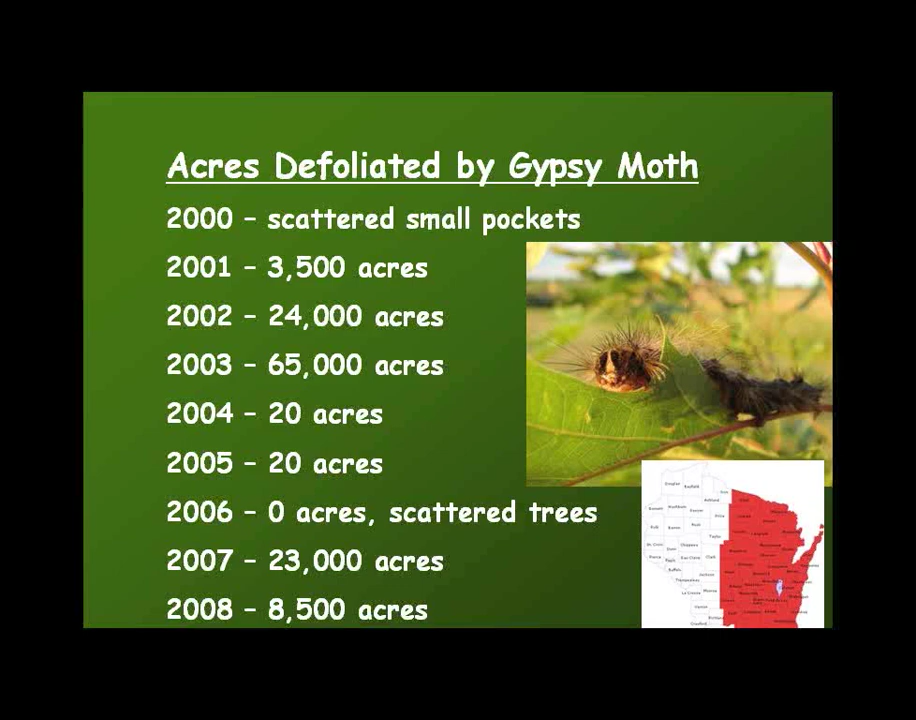 Acres Defoliated by Gypsy Moth
2000 – scattered small pockets
2001 – 3,500 acres
2002 – 24,000 acres
2003 – 65,000 acres
2004 – 20 acres
2005 – 20 acres
2006 – 0 acres, scattered trees
2007 – 23,000 acres
2008 – 8,500 acres